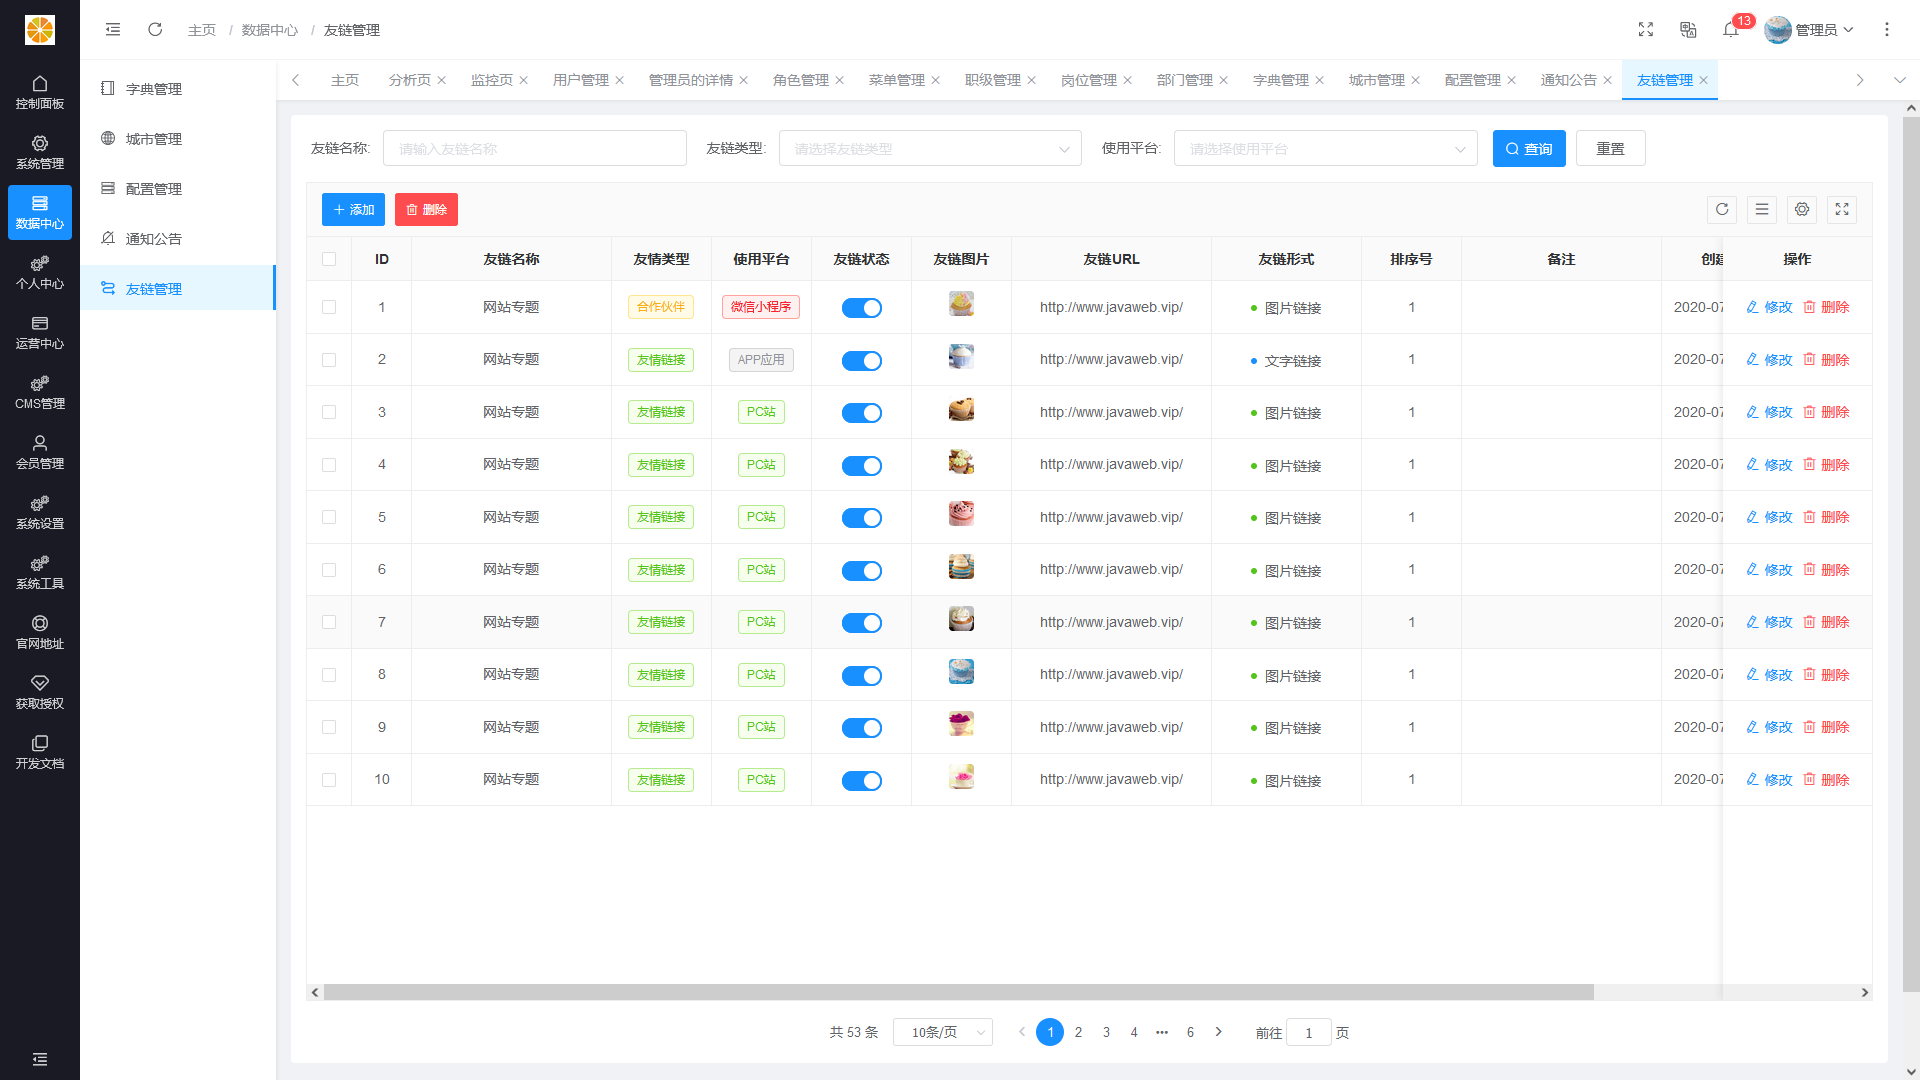 主页 / 数据中心 / 友链管理
13
管理员
控制面板
系统管理
数据中心
个人中心
运营中心
CMS管理
会员管理
系统设置
系统工具
官网地址
获取授权
开发文档
字典管理
城市管理
配置管理
通知公告
友链管理
主页 分析页 监控页 用户管理 管理员的详情 角色管理 菜单管理 职级管理 岗位管理 部门管理 字典管理 城市管理 配置管理 通知公告 友链管理
友链名称: 请输入友链名称 友链类型: 请选择友链类型 使用平台: 请选择使用平台 查询 重置
添加 删除
ID 友链名称 友情类型 使用平台 友链状态 友链图片 友链URL 友链形式 排序号 备注 创建 操作
1 网站专题 合作伙伴 微信小程序 http://www.javaweb.vip/ 图片链接 1 2020-07 修改 删除
2 网站专题 友情链接 APP应用 http://www.javaweb.vip/ 文字链接 1 2020-07 修改 删除
3 网站专题 友情链接 PC站 http://www.javaweb.vip/ 图片链接 1 2020-07 修改 删除
4 网站专题 友情链接 PC站 http://www.javaweb.vip/ 图片链接 1 2020-07 修改 删除
5 网站专题 友情链接 PC站 http://www.javaweb.vip/ 图片链接 1 2020-07 修改 删除
6 网站专题 友情链接 PC站 http://www.javaweb.vip/ 图片链接 1 2020-07 修改 删除
7 网站专题 友情链接 PC站 http://www.javaweb.vip/ 图片链接 1 2020-07 修改 删除
8 网站专题 友情链接 PC站 http://www.javaweb.vip/ 图片链接 1 2020-07 修改 删除
9 网站专题 友情链接 PC站 http://www.javaweb.vip/ 图片链接 1 2020-07 修改 删除
10 网站专题 友情链接 PC站 http://www.javaweb.vip/ 图片链接 1 2020-07 修改 删除
共 53 条 10条/页 1 2 3 4 ••• 6 前往 1 页